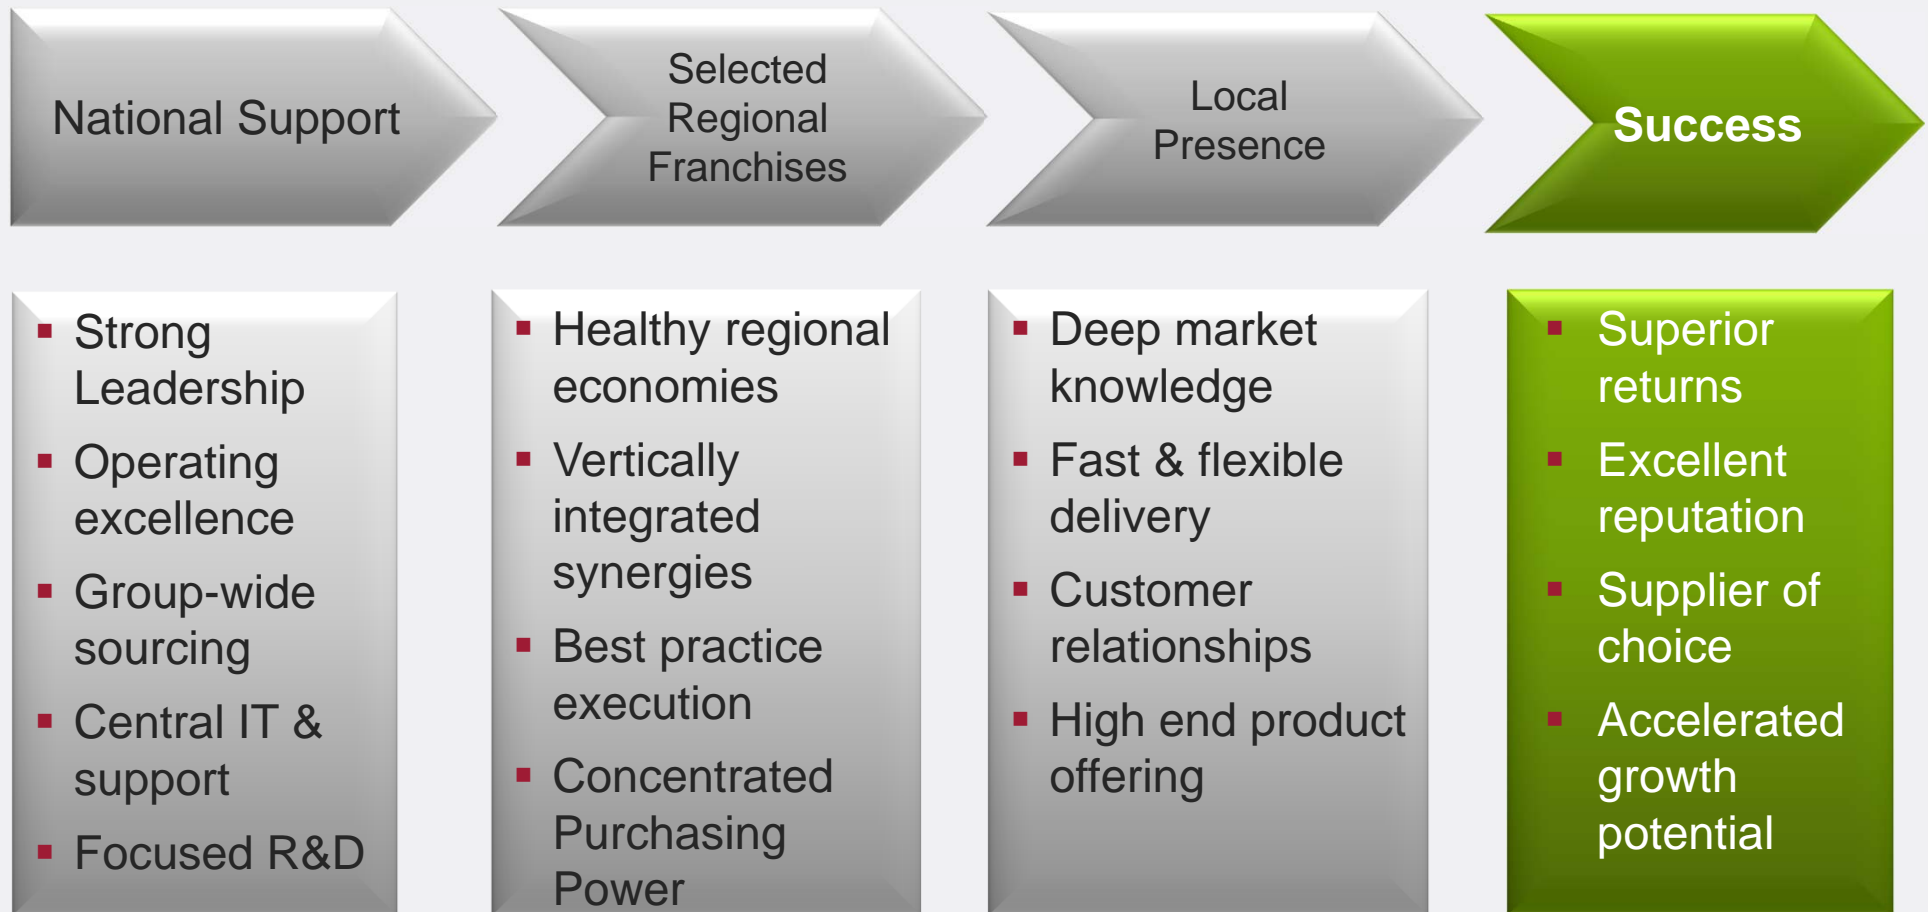 National Support
Selected
Regional
Franchises
Local
Presence
Success
▪ Strong
Leadership
▪ Operating
excellence
▪ Group-wide
sourcing
▪ Central IT &
support
▪ Focused R&D
▪ Healthy regional
economies
▪ Vertically
integrated
synergies
▪ Best practice
execution
▪ Concentrated
Purchasing
Power
▪ Deep market
knowledge
▪ Fast & flexible
delivery
▪ Customer
relationships
▪ High end product
offering
▪ Superior
returns
▪ Excellent
reputation
▪ Supplier of
choice
▪ Accelerated
growth
potential